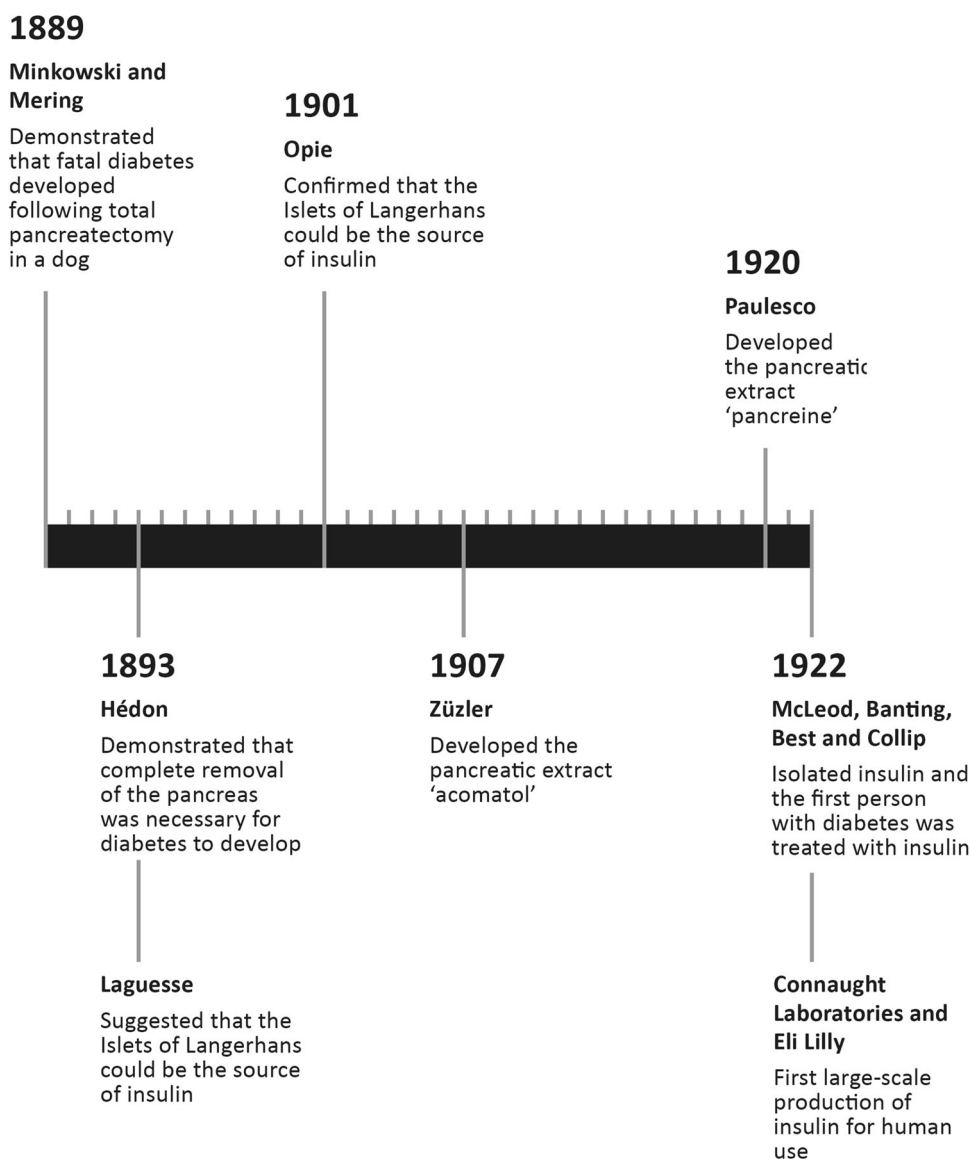 1889
Minkowski and
Mering
Demonstrated
that fatal diabetes
developed
following total
pancreatectomy
in a dog
1901
Opie
Confirmed that the
Islets of Langerhans
could be the source
of insulin
1920
Paulesco
Developed
the pancreatic
extract
‘pancreine’
1893
Hédon
Demonstrated that
complete removal
of the pancreas
was necessary for
diabetes to develop
Laguesse
Suggested that the
Islets of Langerhans
could be the source
of insulin
1907
Züzler
Developed the
pancreatic extract
‘acomatol’
1922
McLeod, Banting,
Best and Collip
Isolated insulin and
the first person
with diabetes was
treated with insulin
Connaught
Laboratories and
Eli Lilly
First large-scale
production of
insulin for human
use